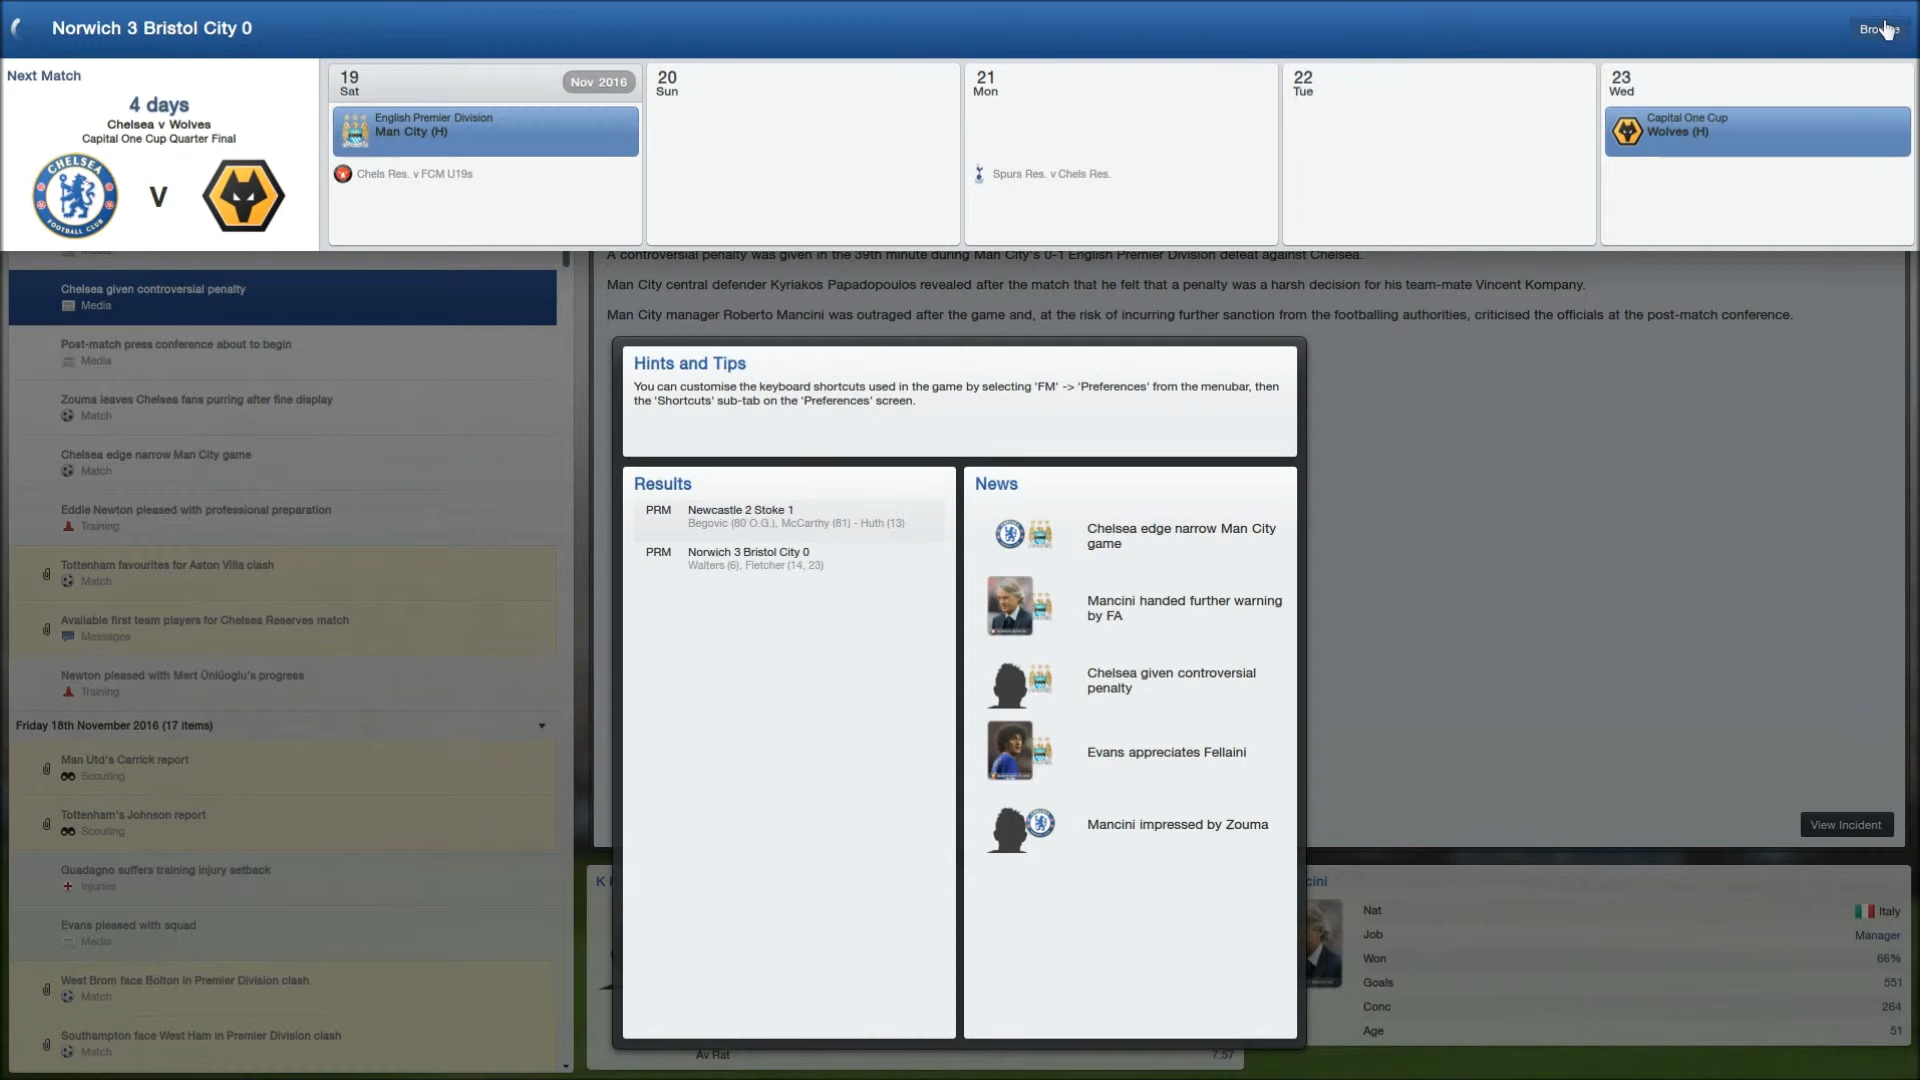 Norwich 3 Bristol City 0
Next Match
4 days
Chelsea v Wolves
Capital One Cup Quarter Final
CHELSEA
FOOTBALL CLUB
V
19
Sat
Nov 2016
English Premier Division
Man City (H)
Chels Res. v FCM U19s
20
Sun
21
Mon
Spurs Res. v Chels Res.
22
Tue
23
Wed
Capital One Cup
Wolves (H)
Media
Chelsea given controversial penalty
Media
Post-match press conference about to begin
Media
Zouma leaves Chelsea fans purring after fine display
Match
Chelsea edge narrow Man City game
Match
Eddie Newton pleased with professional preparation
Training
Tottenham favourites for Aston Villa clash
Match
Available first team players for Chelsea Reserves match
Messages
Newton pleased with Mert Ünlüoglu's progress
Training
Friday 18th November 2016 (17 items)
Man Utd's Carrick report
Scouting
Tottenham's Johnson report
Scouting
Guadagno suffers training injury setback
Injuries
Evans pleased with squad
Media
West Brom face Bolton in Premier Division clash
Match
Southampton face West Ham in Premier Division clash
Match
A controversial penalty was given in the 39th minute during Man City's 0-1 English Premier Division defeat against Chelsea.
Man City central defender Kyriakos Papadopoulos revealed after the match that he felt that a penalty was a harsh decision for his team-mate Vincent Kompany.
Man City manager Roberto Mancini was outraged after the game and, at the risk of incurring further sanction from the footballing authorities, criticised the officials at the post-match conference.
Hints and Tips
You can customise the keyboard shortcuts used in the game by selecting 'FM' -> 'Preferences' from the menubar, then
the 'Shortcuts' sub-tab on the 'Preferences' screen.
Results
PRM Newcastle 2 Stoke 1
Begovic (80 O.G.), McCarthy (81) - Huth (13)
PRM Norwich 3 Bristol City 0
Walters (6), Fletcher (14, 23)
News
Chelsea edge narrow Man City
game
Mancini handed further warning
by FA
Chelsea given controversial
penalty
Evans appreciates Fellaini
Mancini impressed by Zouma
View Incident
K
cini
Nat Italy
Job Manager
Won 66%
Goals 551
Conc 264
Age 51
Av Rat 7.57